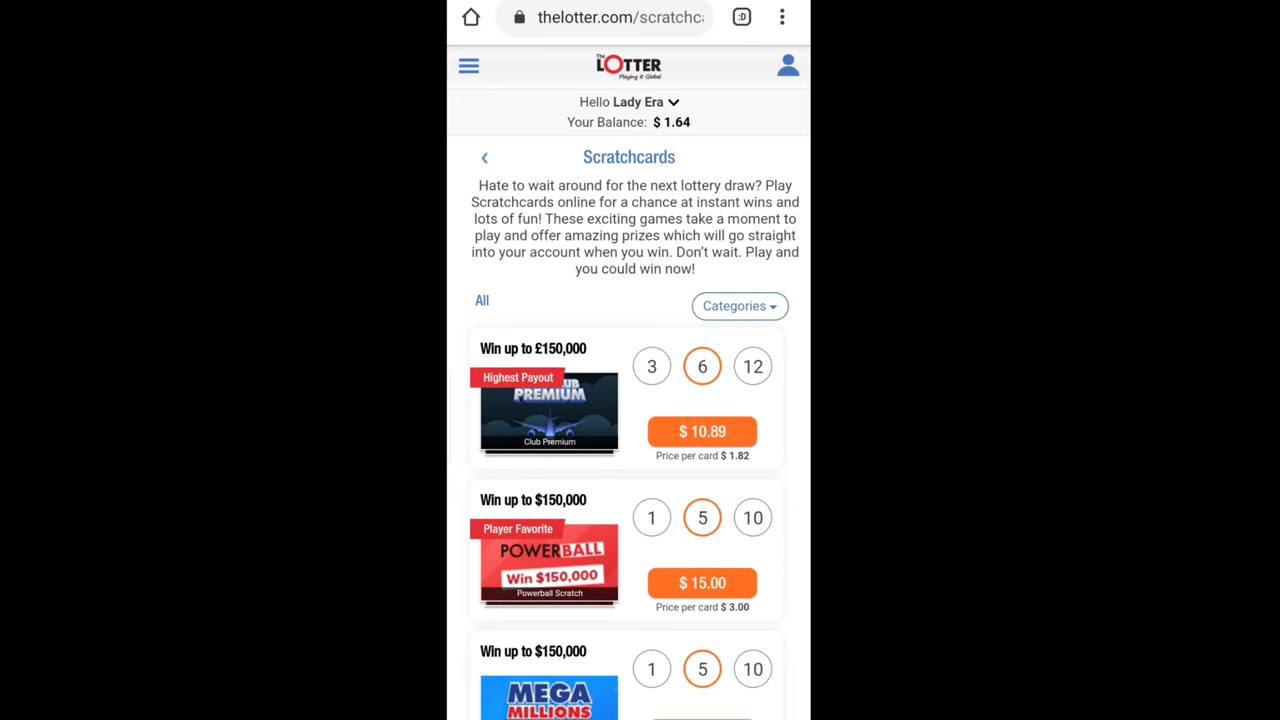 thelotter.com/scratchc
:D
The
LOTTER
Playing it Global
Hello Lady Era
Your Balance: $ 1.64
Scratchcards
Hate to wait around for the next lottery draw? Play
Scratchcards online for a chance at instant wins and
lots of fun! These exciting games take a moment to
play and offer amazing prizes which will go straight
into your account when you win. Don't wait. Play and
you could win now!
All
Categories
Win up to £150,000
3 6 12
Highest Payout
PREMIUM
Club Premium
$ 10.89
Price per card $ 1.82
Win up to $150,000
1 5 10
Player Favorite
POWERBALL
Win $150,000
Powerball Scratch
$ 15.00
Price per card $ 3.00
Win up to $150,000
1 5 10
MEGA
MILLIONS